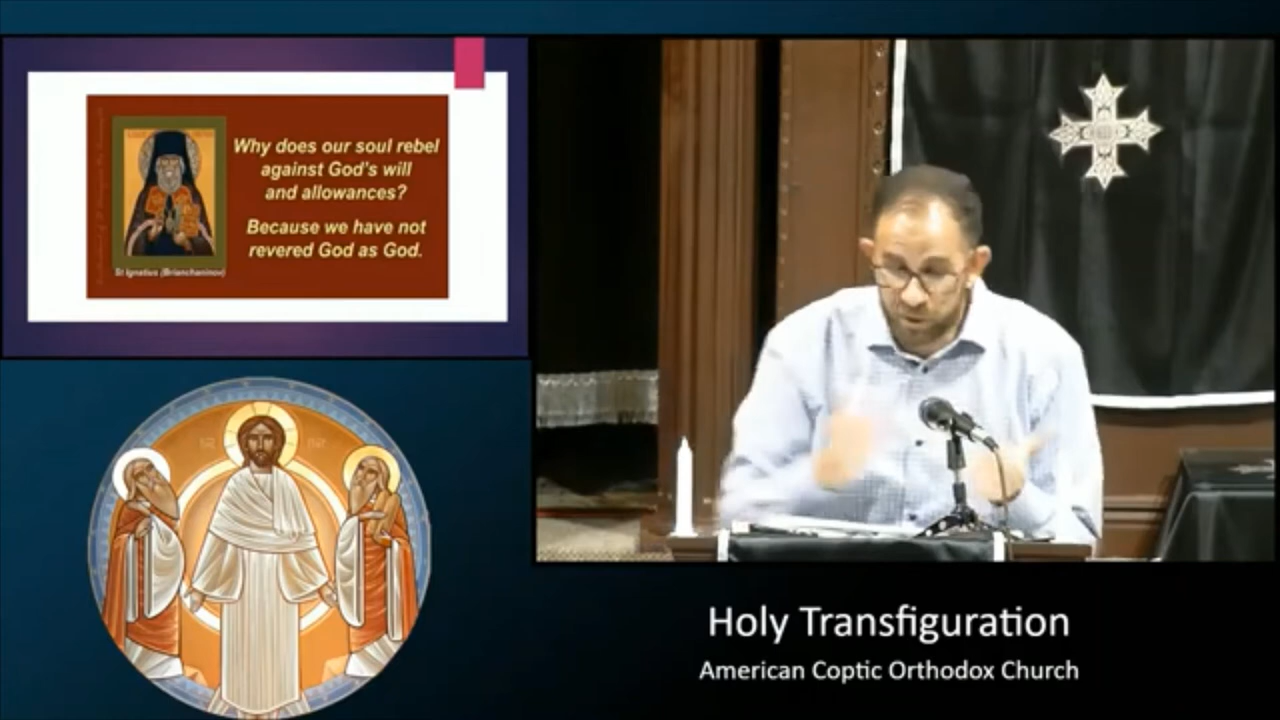 Why does our soul rebel
against God's will
and allowances?
Because we have not
revered God as God.
St Ignatius (Brianchaninov)
Holy Transfiguration
American Coptic Orthodox Church